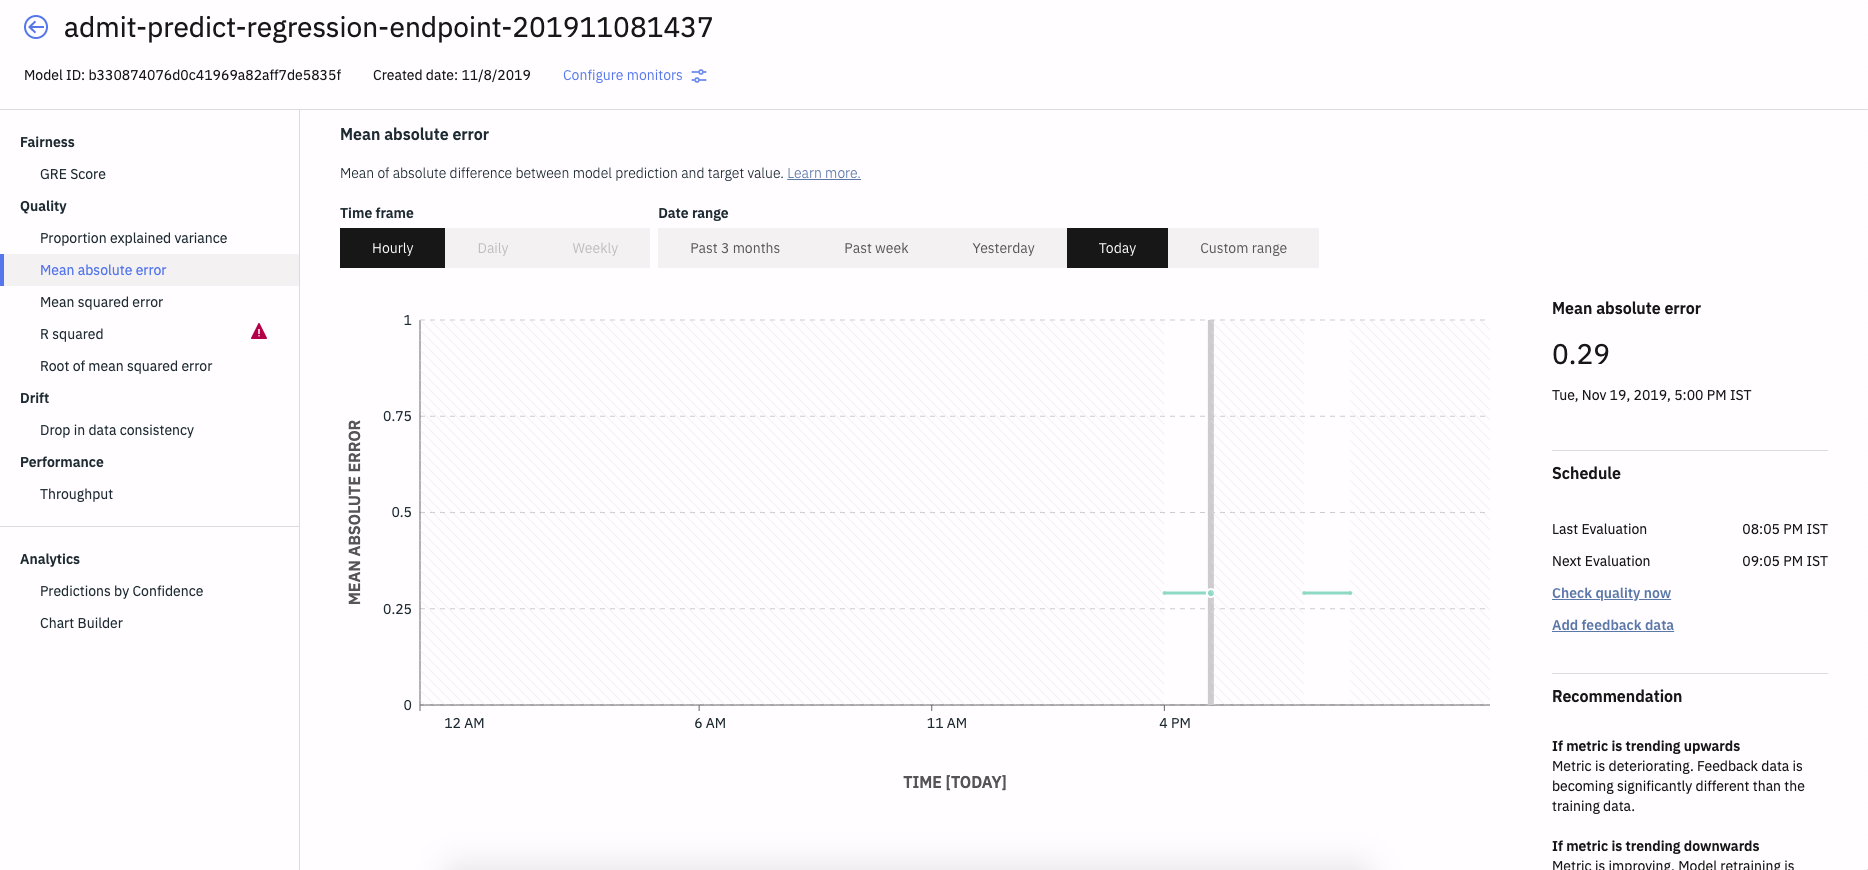 admit-predict-regression-endpoint-201911081437
Model ID: b330874076d0c41969a82aff7de5835f Created date: 11/8/2019 Configure monitors
Fairness
GRE Score
Quality
Proportion explained variance
Mean absolute error
Mean squared error
R squared
Root of mean squared error
Drift
Drop in data consistency
Performance
Throughput
Analytics
Predictions by Confidence
Chart Builder
Mean absolute error
Mean of absolute difference between model prediction and target value. Learn more.
Time frame Date range
Hourly Daily Weekly Past 3 months Past week Yesterday Today Custom range
MEAN ABSOLUTE ERROR
1
0.75
0.5
0.25
0
12 AM 6 AM 11 AM 4 PM
TIME [TODAY]
Mean absolute error
0.29
Tue, Nov 19, 2019, 5:00 PM IST
Schedule
Last Evaluation 08:05 PM IST
Next Evaluation 09:05 PM IST
Check quality now
Add feedback data
Recommendation
If metric is trending upwards
Metric is deteriorating. Feedback data is
becoming significantly different than the
training data.
If metric is trending downwards
Metric is improving. Model retraining is